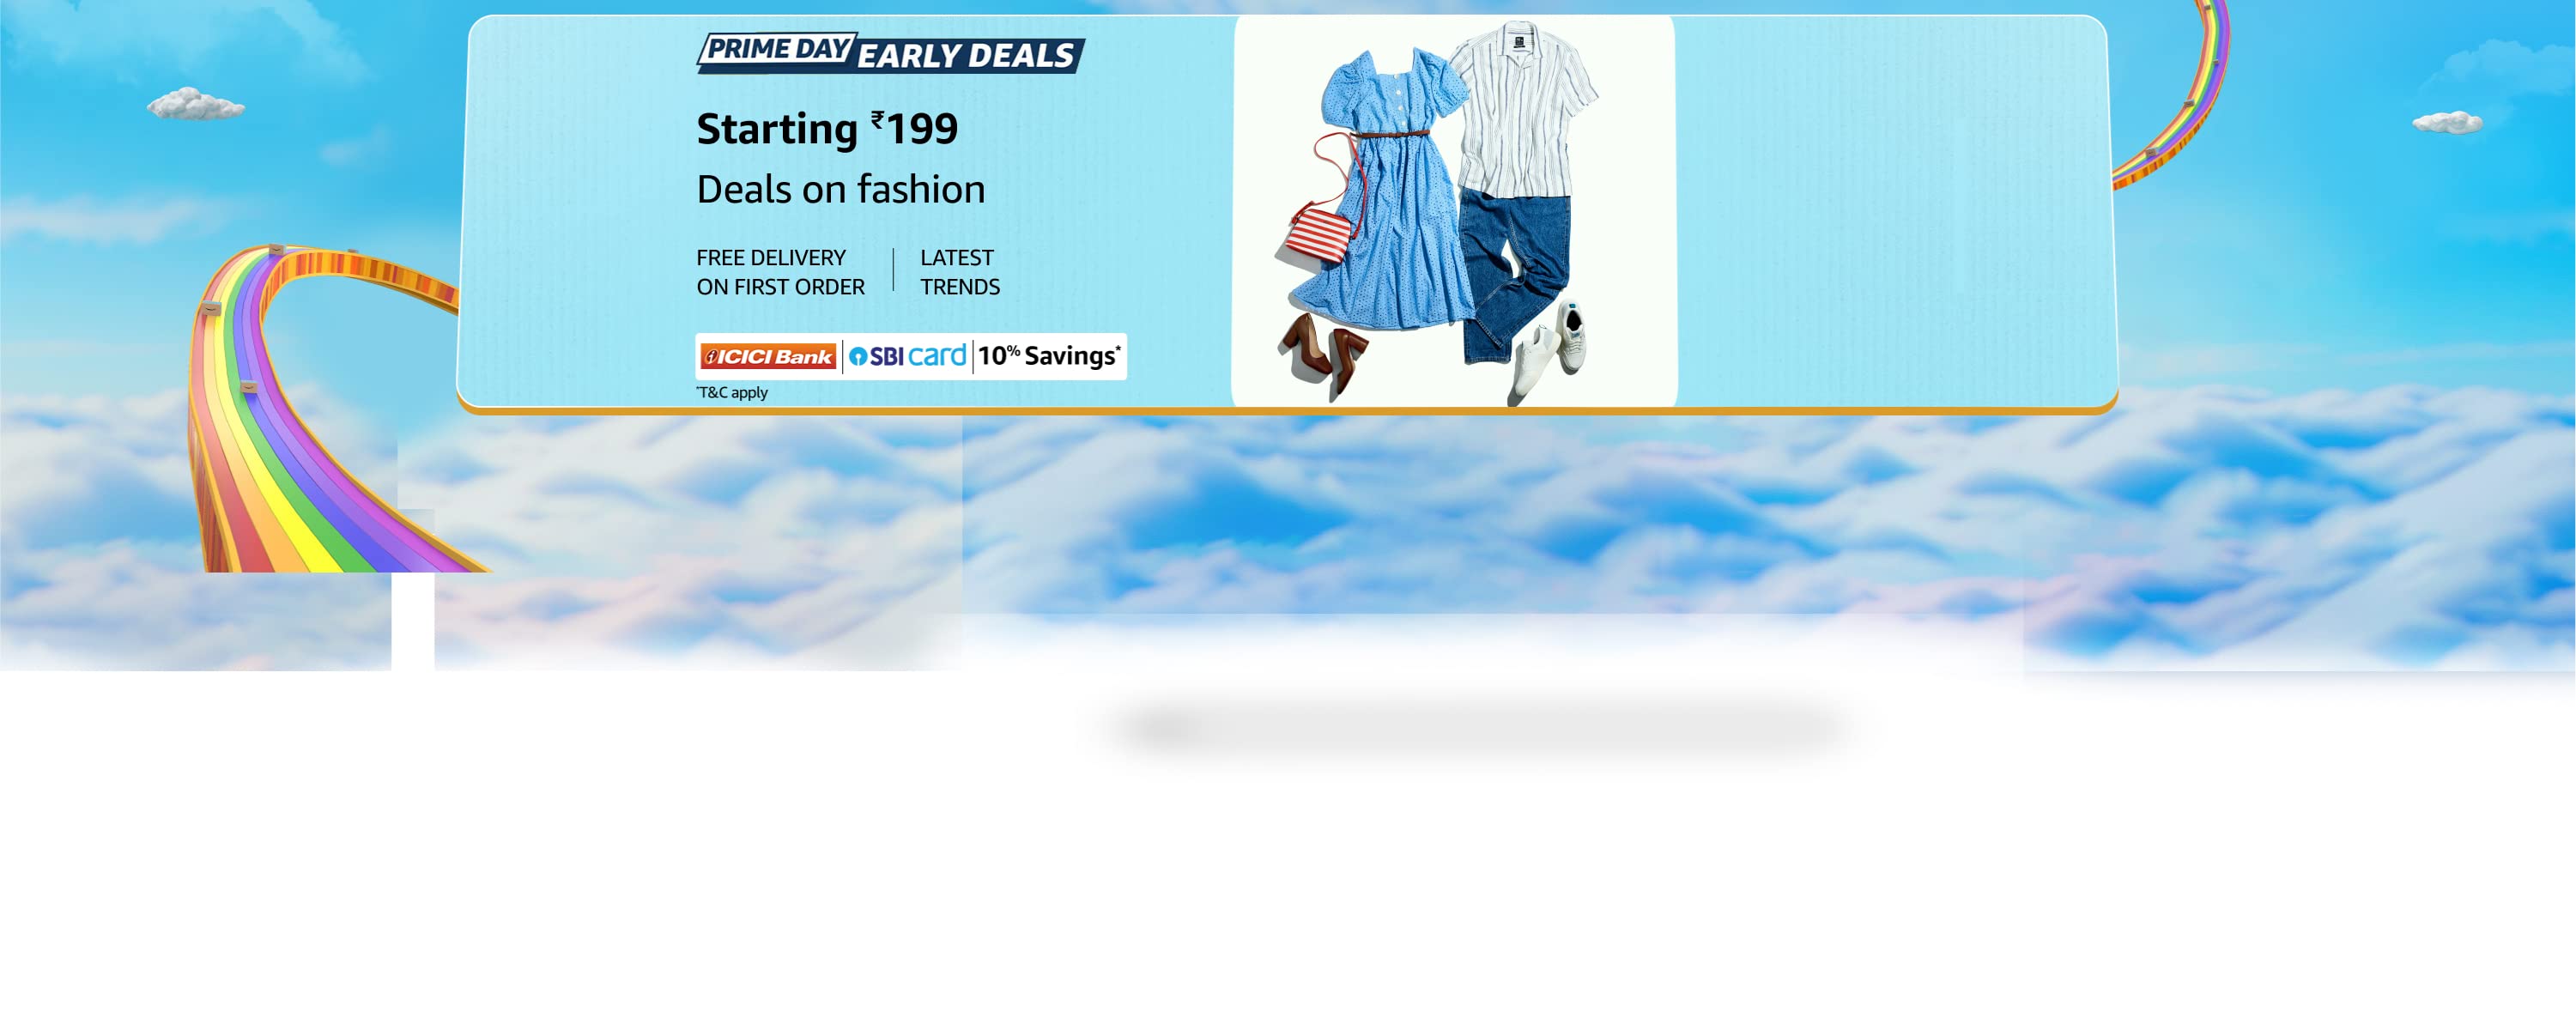 PRIME DAY EARLY DEALS
Starting ₹199
Deals on fashion
FREE DELIVERY
ON FIRST ORDER
LATEST
TRENDS
ICICI Bank SBI card 10% Savings*
*T&C apply